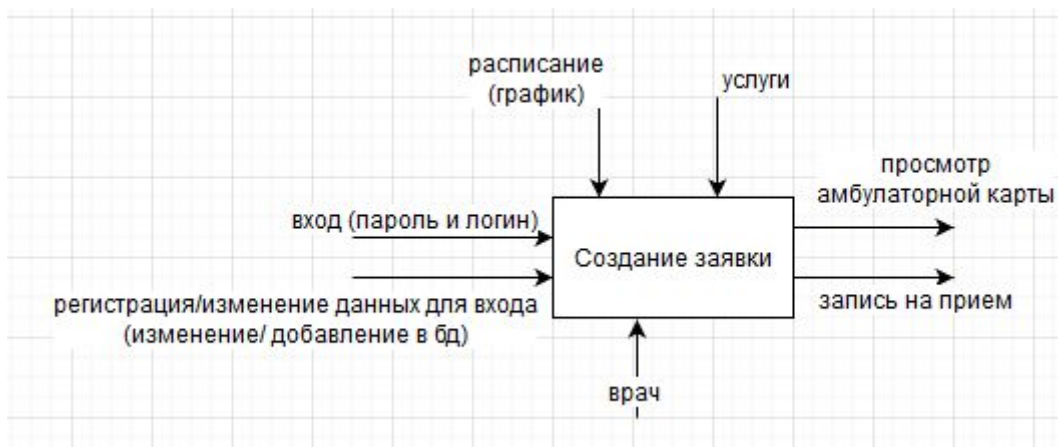 расписание
(график)
услуги
просмотр
амбулаторной карты
вход (пароль и логин)
Создание заявки
регистрация/изменение данных для входа
(изменение/ добавление в бд)
запись на прием
врач